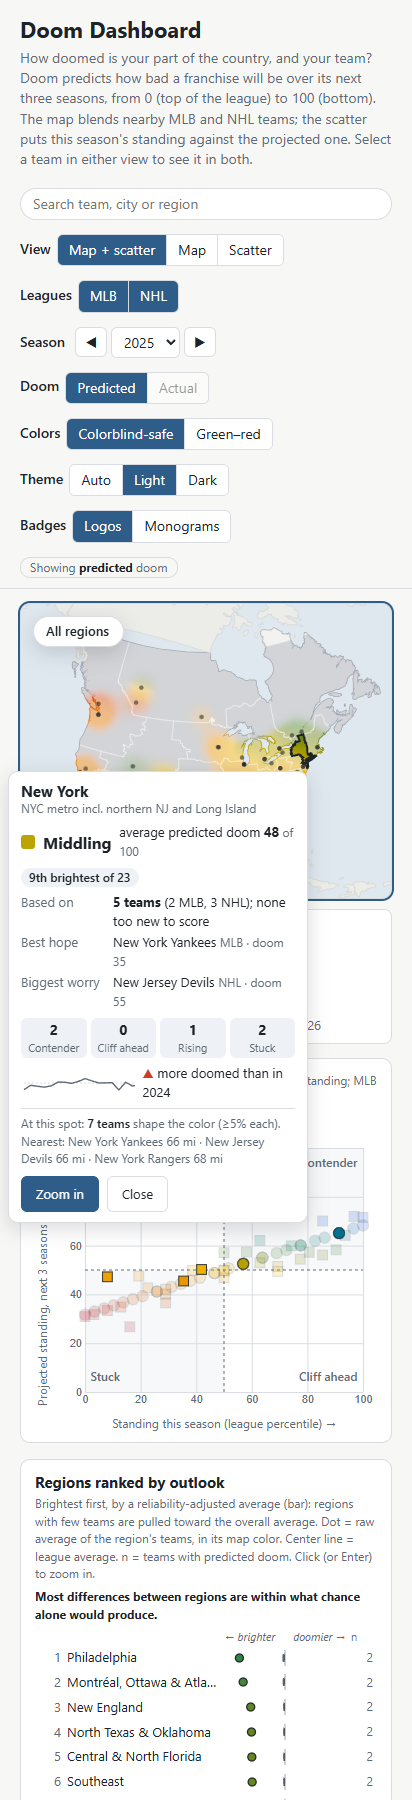 Doom Dashboard
How doomed is your part of the country, and your team?
Doom predicts how bad a franchise will be over its next
three seasons, from 0 (top of the league) to 100 (bottom).
The map blends nearby MLB and NHL teams; the scatter
puts this season's standing against the projected one. Select
a team in either view to see it in both.
Search team, city or region
View Map + scatter Map Scatter
Leagues MLB NHL
Season ◀ 2025 ▶
Doom Predicted Actual
Colors Colorblind-safe Green–red
Theme Auto Light Dark
Badges Logos Monograms
Showing predicted doom
All regions
New York
NYC metro incl. northern NJ and Long Island
Middling average predicted doom 48 of
100
9th brightest of 23
Based on 5 teams (2 MLB, 3 NHL); none
too new to score
Best hope New York Yankees MLB · doom
35
Biggest worry New Jersey Devils NHL · doom
55
2 0 1 2
Contender Cliff ahead Rising Stuck
▲ more doomed than in
2024
At this spot: 7 teams shape the color (≥5% each).
Nearest: New York Yankees 66 mi · New Jersey
Devils 66 mi · New York Rangers 68 mi
Zoom in Close
26
tanding; MLB
ontender
60
40
20
0
Projected standing, next 3 seasons
Stuck Cliff ahead
0 20 40 60 80 100
Standing this season (league percentile) →
Regions ranked by outlook
Brightest first, by a reliability-adjusted average (bar): regions
with few teams are pulled toward the overall average. Dot = raw
average of the region's teams, in its map color. Center line =
league average. n = teams with predicted doom. Click (or Enter)
to zoom in.
Most differences between regions are within what chance
alone would produce.
← brighter doomier → n
1 Philadelphia 2
2 Montréal, Ottawa & Atla... 2
3 New England 2
4 North Texas & Oklahoma 2
5 Central & North Florida 2
6 Southeast 2